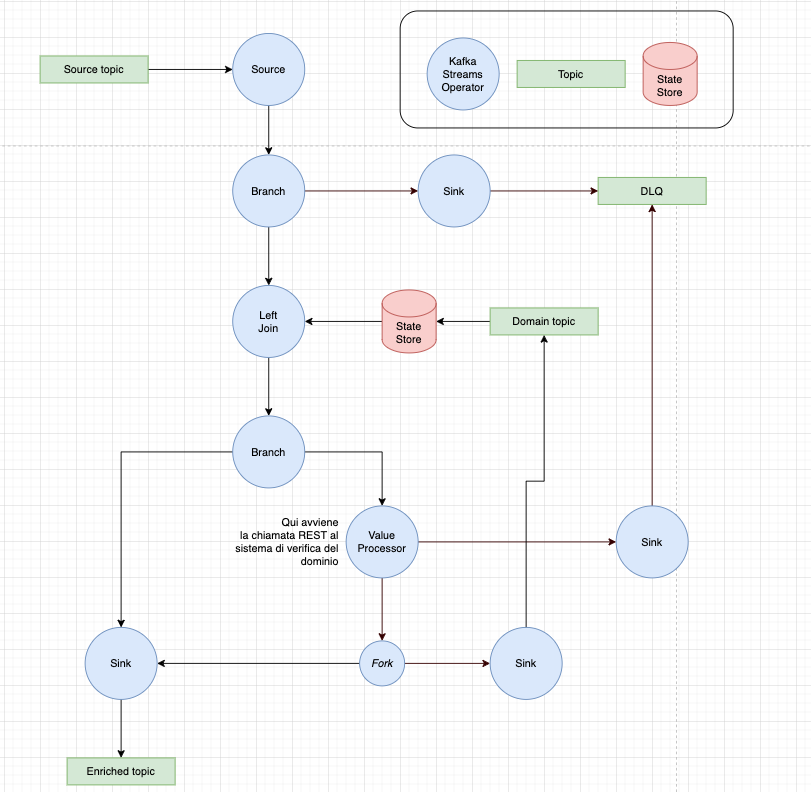 Source topic
Source
Kafka
Streams
Operator
Topic
State
Store
Branch
Sink
DLQ
Left
Join
State
Store
Domain topic
Branch
Qui avviene
la chiamata REST al
sistema di verifica del
dominio
Value
Processor
Sink
Sink
Fork
Sink
Enriched topic